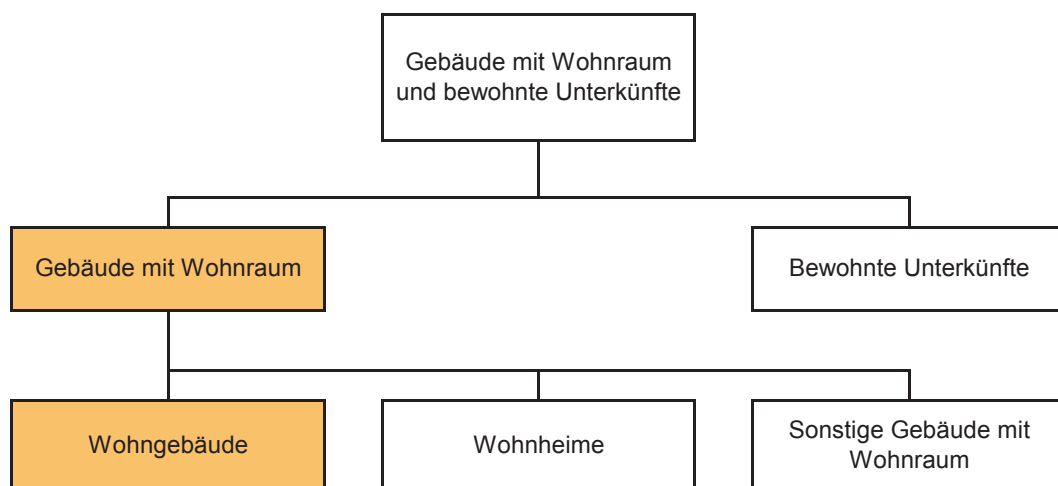 Gebäude mit Wohnraum
und bewohnte Unterkünfte
Gebäude mit Wohnraum
Bewohnte Unterkünfte
Wohngebäude
Wohnheime
Sonstige Gebäude mit
Wohnraum